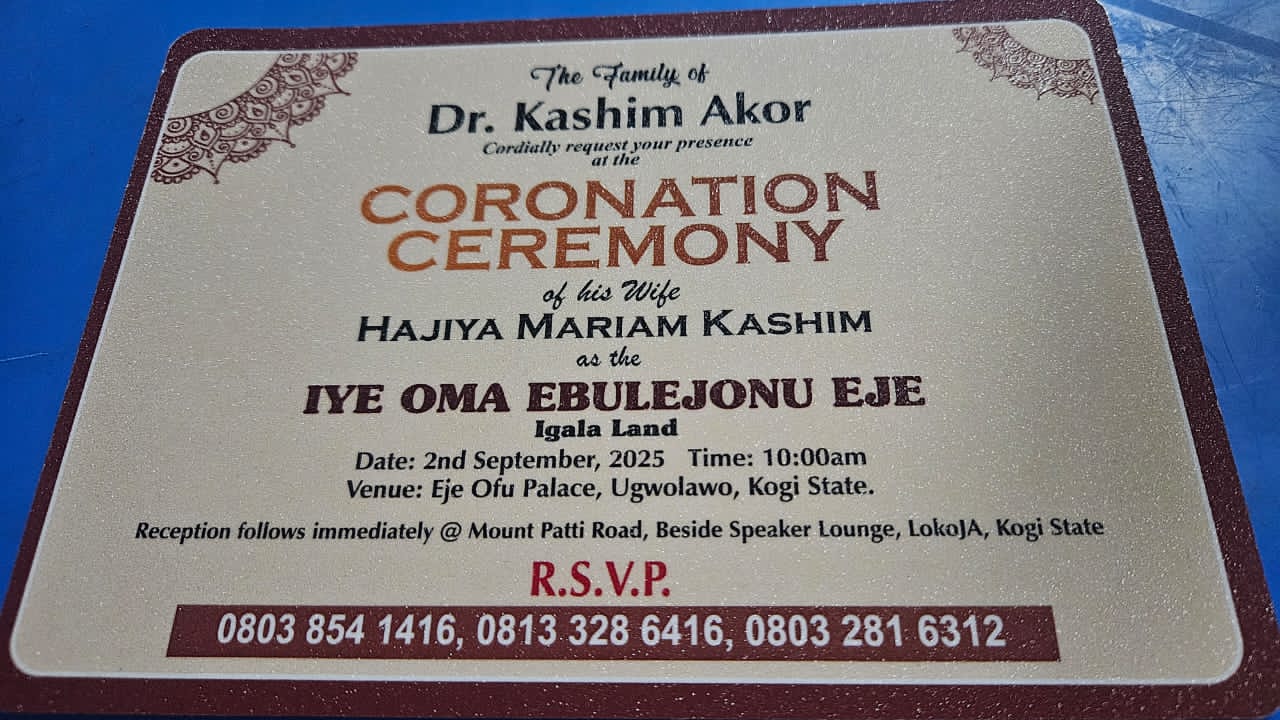 The Family of
Dr. Kashim Akor
Cordially request your presence
at the
CORONATION
CEREMONY
of his Wife
HAJIYA MARIAM KASHIM
as the
IYE OMA EBULEJONU EJE
Igala Land
Date: 2nd September, 2025 Time: 10:00am
Venue: Eje Ofu Palace, Ugwolawo, Kogi State.
Reception follows immediately @ Mount Patti Road, Beside Speaker Lounge, LokoJA, Kogi State
R.S.V.P.
0803 854 1416, 0813 328 6416, 0803 281 6312